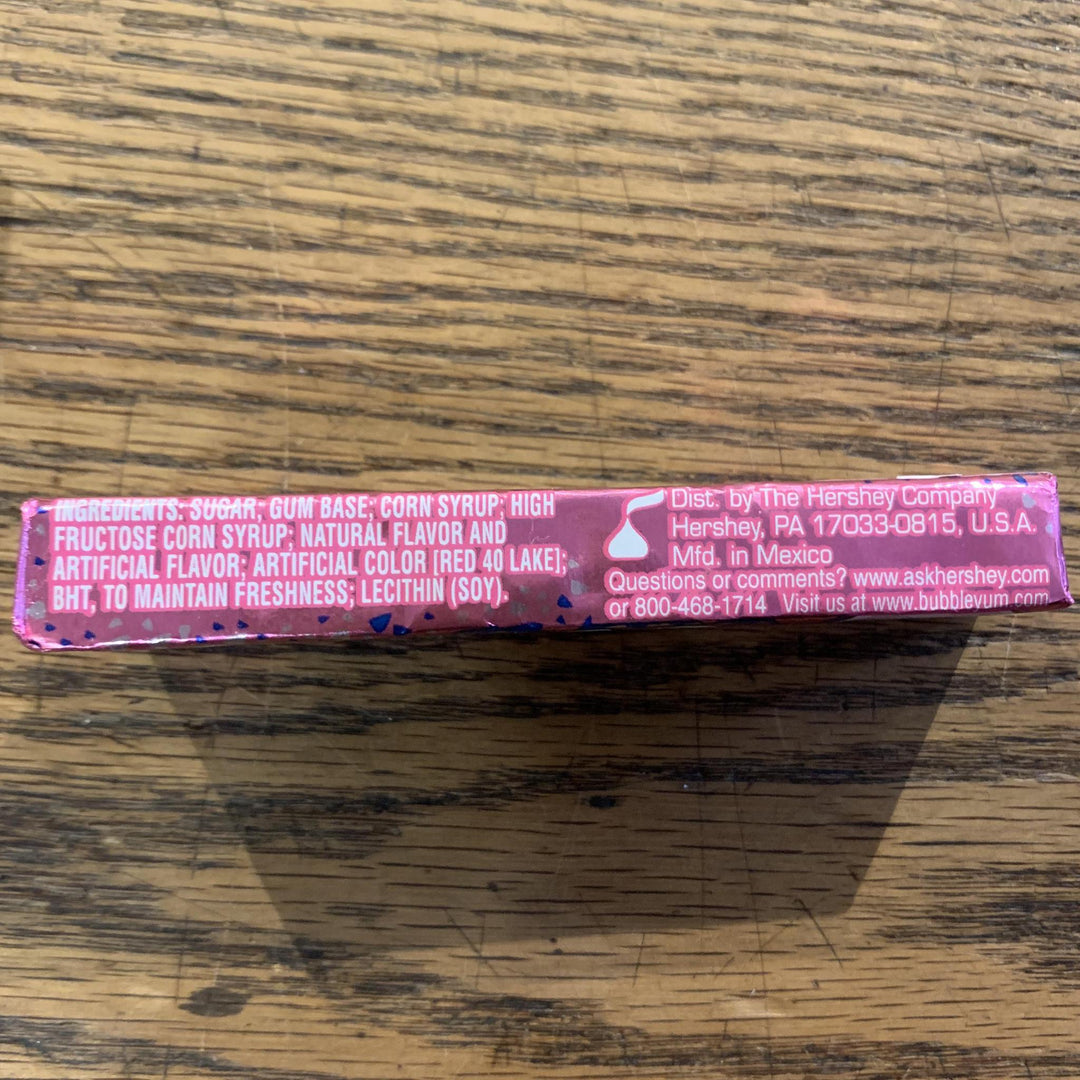 INGREDIENTS: SUGAR; GUM BASE; CORN SYRUP; HIGH
FRUCTOSE CORN SYRUP; NATURAL FLAVOR AND
ARTIFICIAL FLAVOR; ARTIFICIAL COLOR [RED 40 LAKE];
BHT, TO MAINTAIN FRESHNESS; LECITHIN (SOY).
Dist. by The Hershey Company
Hershey, PA 17033-0815, U.S.A.
Mfd. in Mexico
Questions or comments? www.askhershey.com
or 800-468-1714 Visit us at www.bubbleyum.com